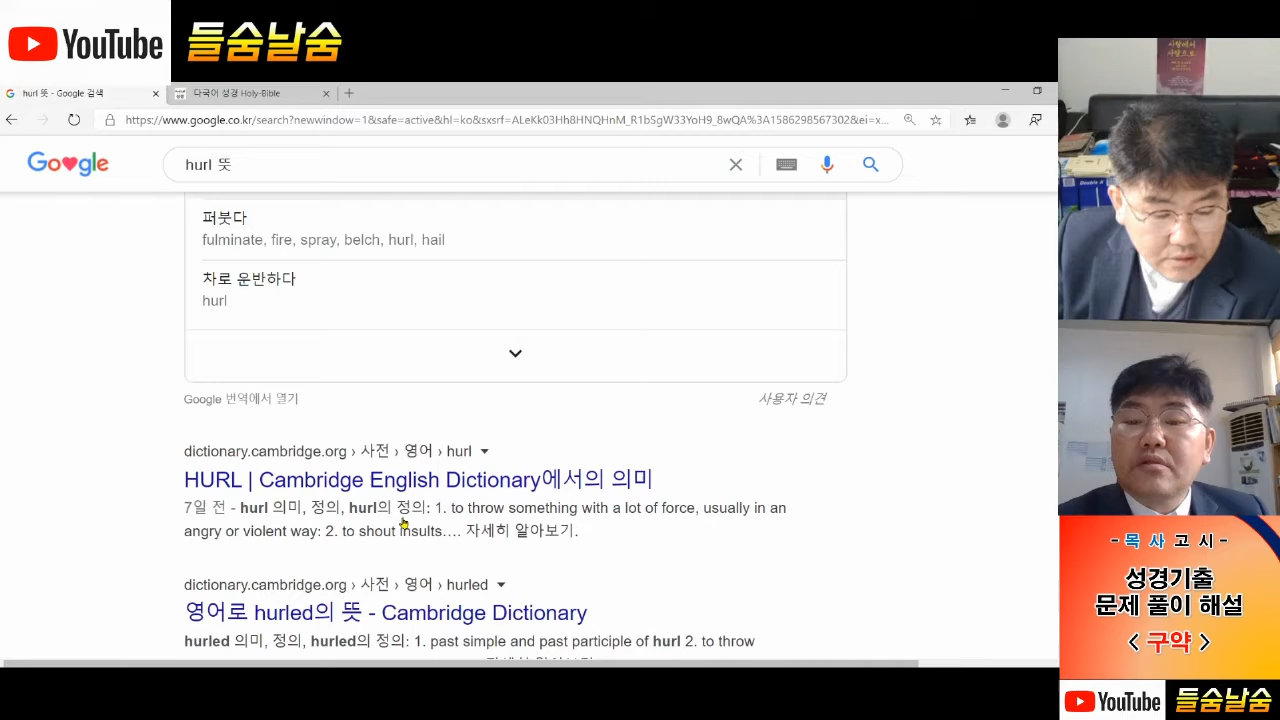 YouTube
들숨날숨
hurl 뜻 - Google 검색
다국어 성경 Holy-Bible
https://www.google.co.kr/search?newwindow=1&safe=active&hl=ko&sxsrf=ALeKk03Hh8HNQHnM_R1bSgW33YoH9_8wQA%3A1586298567302&ei=x...
Google
hurl 뜻
퍼붓다
fulminate, fire, spray, belch, hurl, hail
차로 운반하다
hurl
Google 번역에서 열기
사용자 의견
dictionary.cambridge.org › 사전 › 영어 › hurl
HURL | Cambridge English Dictionary에서의 의미
7일 전 - hurl 의미, 정의, hurl의 정의: 1. to throw something with a lot of force, usually in an
angry or violent way: 2. to shout insults…. 자세히 알아보기.
dictionary.cambridge.org › 사전 › 영어 › hurled
영어로 hurled의 뜻 - Cambridge Dictionary
hurled 의미, 정의, hurled의 정의: 1. past simple and past participle of hurl 2. to throw
사랑에서
사랑으로
Double A
- 목 사 고 시 -
성경기출
문제 풀이 해설
< 구약 >
YouTube
들숨날숨